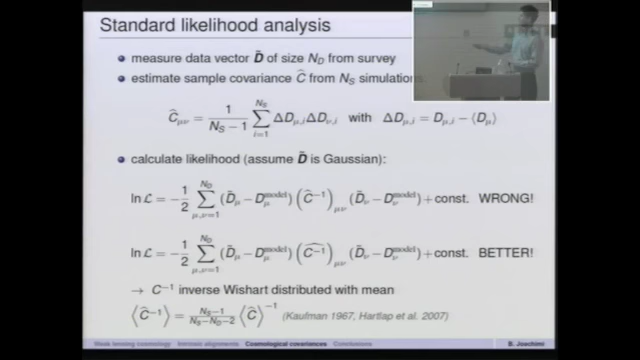 Standard likelihood analysis
measure data vector D̄ of size N_D from survey
estimate sample covariance Ĉ from N_S simulations
Ĉ_μν = 1/(N_S − 1) ∑_{i=1}^{N_S} ΔD_{μ,i} ΔD_{ν,i} with ΔD_{μ,i} = D_{μ,i} − ⟨D_μ⟩
calculate likelihood (assume D̄ is Gaussian):
ln ℒ = −1/2 ∑_{μ,ν=1}^{N_D} (D̄_μ − D_μ^model) (Ĉ^−1)_μν (D̄_ν − D_ν^model) + const. WRONG!
ln ℒ = −1/2 ∑_{μ,ν=1}^{N_D} (D̄_μ − D_μ^model) (\widehat{C^−1})_μν (D̄_ν − D_ν^model) + const. BETTER!
→ C^−1 inverse Wishart distributed with mean
⟨Ĉ^−1⟩ = (N_S−1)/(N_S−N_D−2) ⟨Ĉ⟩^−1 (Kaufman 1967, Hartlap et al. 2007)
Weak lensing cosmology Intrinsic alignments Cosmological covariances Conclusions B. Joachimi